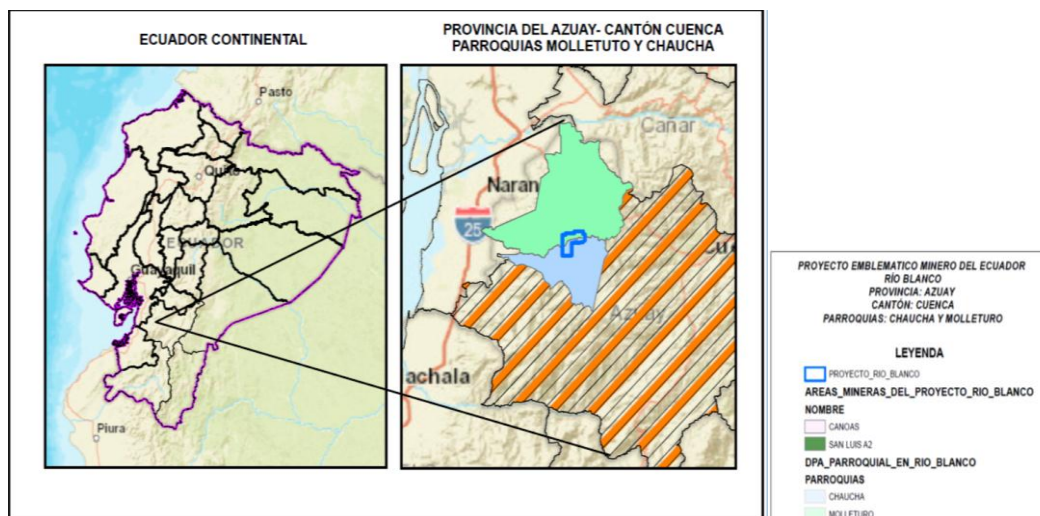 ECUADOR CONTINENTAL
PROVINCIA DEL AZUAY- CANTÓN CUENCA
PARROQUIAS MOLLETUTO Y CHAUCHA
Pasto
Quito
ECUADOR
Guayaquil
Piura
Cañar
Naran
25
Cue
Azuay
achala
PROYECTO EMBLEMATICO MINERO DEL ECUADOR
RÍO BLANCO
PROVINCIA: AZUAY
CANTÓN: CUENCA
PARROQUIAS: CHAUCHA Y MOLLETURO
LEYENDA
PROYECTO_RIO_BLANCO
AREAS_MINERAS_DEL_PROYECTO_RIO_BLANCO
NOMBRE
CANOAS
SAN LUIS A2
DPA_PARROQUIAL_EN_RIO_BLANCO
PARROQUIAS
CHAUCHA
MOLLETURO